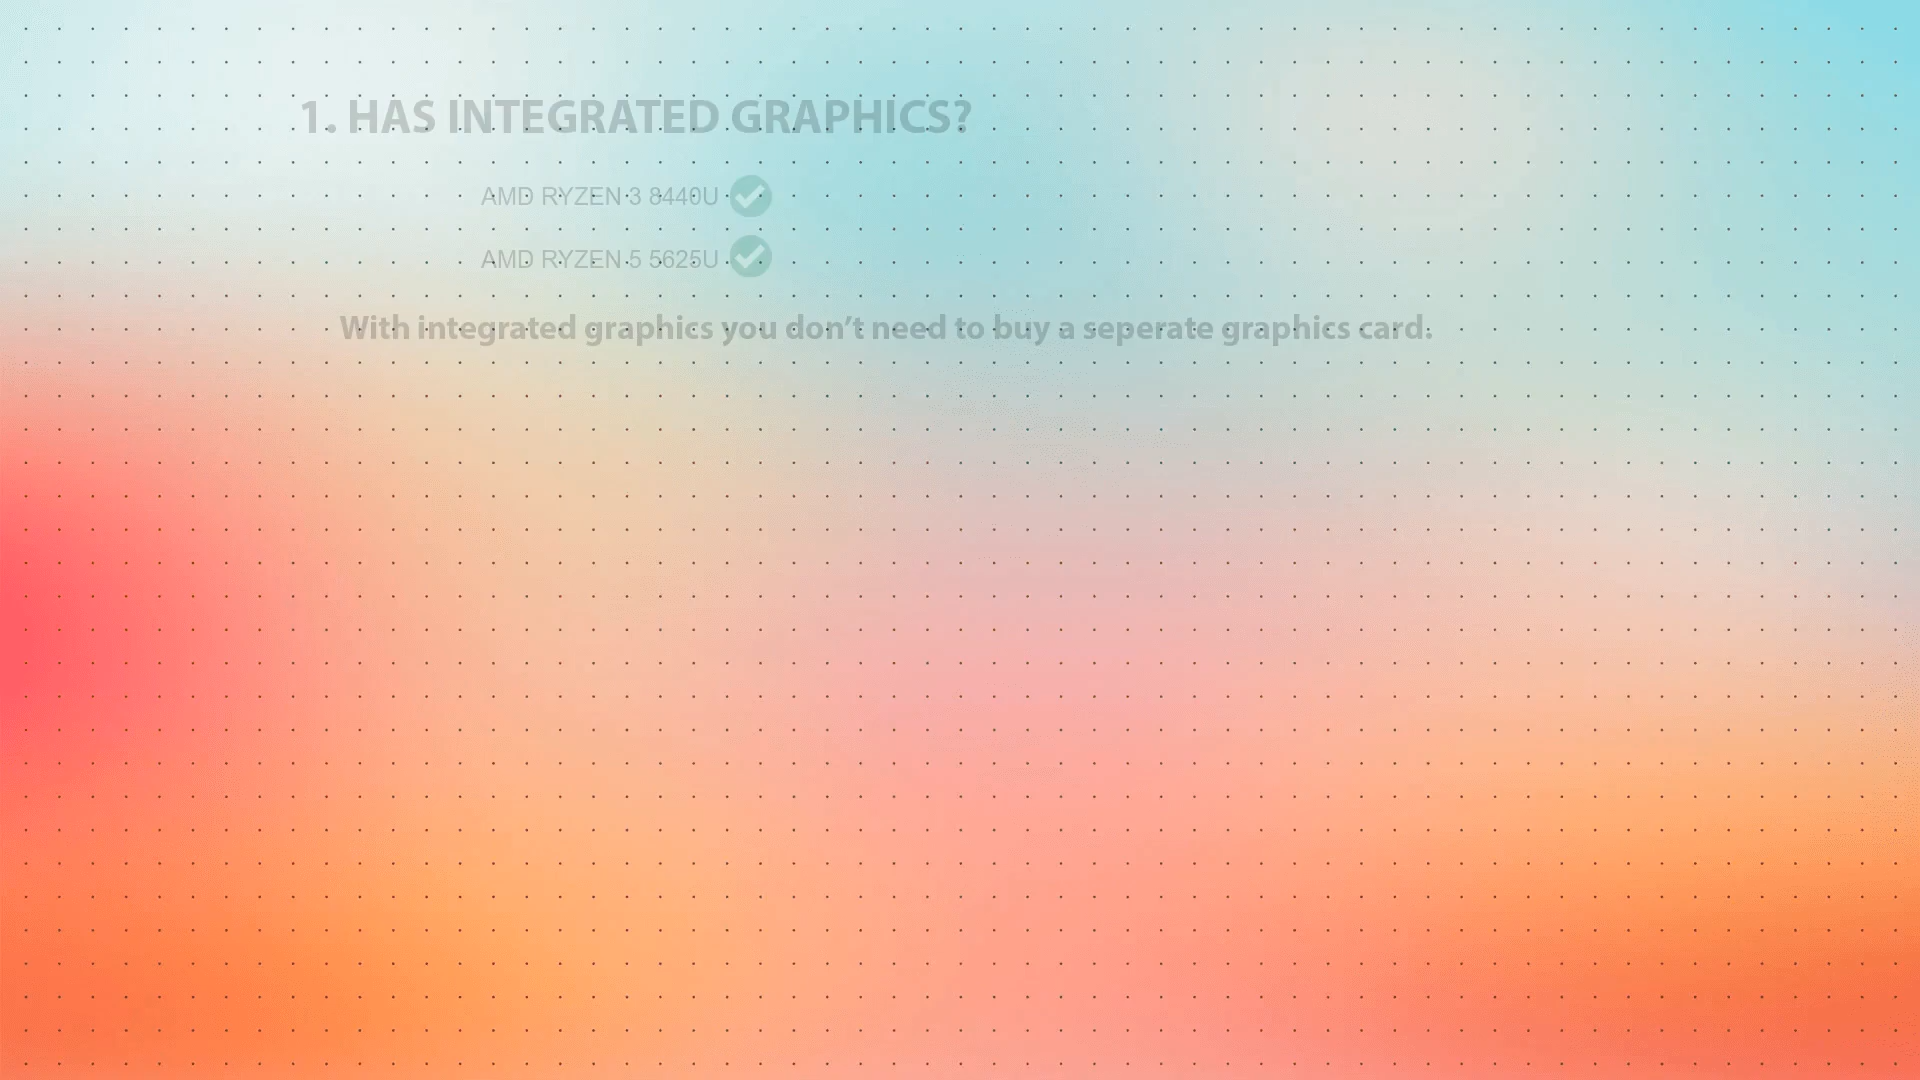 1. HAS INTEGRATED GRAPHICS?
AMD RYZEN 3 8440U
AMD RYZEN 5 5625U
With integrated graphics you don’t need to buy a seperate graphics card.